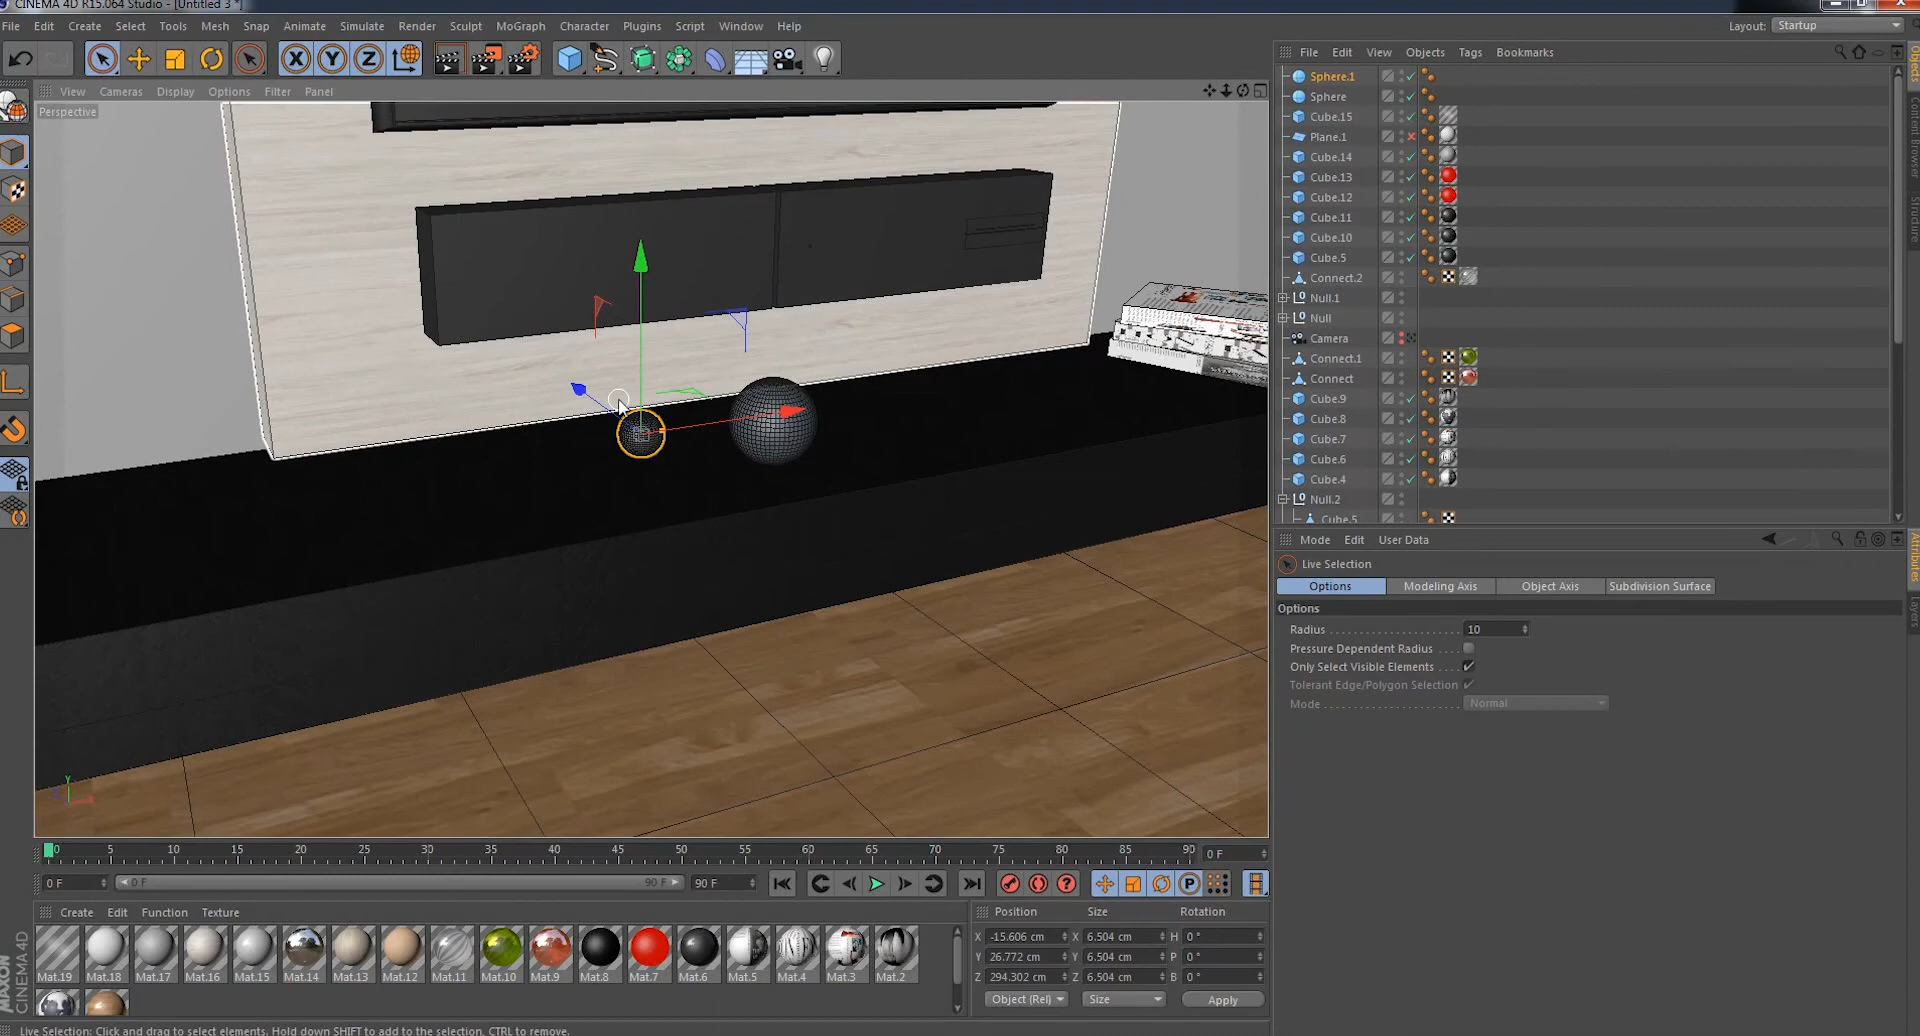 CINEMA 4D R15.064 Studio - [Untitled 3 *]
File Edit Create Select Tools Mesh Snap Animate Simulate Render Sculpt MoGraph Character Plugins Script Window Help
Layout: Startup
View Cameras Display Options Filter Panel
Perspective
File Edit View Objects Tags Bookmarks
Sphere.1
Sphere
Cube.15
Plane.1
Cube.14
Cube.13
Cube.12
Cube.11
Cube.10
Cube.5
Connect.2
Null.1
Null
Camera
Connect.1
Connect
Cube.9
Cube.8
Cube.7
Cube.6
Cube.4
Null.2
Cube.5
Objects
Content Browser
Structure
Mode Edit User Data
Live Selection
Options Modeling Axis Object Axis Subdivision Surface
Options
Radius 10
Pressure Dependent Radius
Only Select Visible Elements
Tolerant Edge/Polygon Selection
Mode Normal
Attributes
Layers
0 5 10 15 20 25 30 35 40 45 50 55 60 65 70 75 80 85 90 0 F
0 F 0 F 90 F 90 F
Create Edit Function Texture
Mat.19 Mat.18 Mat.17 Mat.16 Mat.15 Mat.14 Mat.13 Mat.12 Mat.11 Mat.10 Mat.9 Mat.8 Mat.7 Mat.6 Mat.5 Mat.4 Mat.3 Mat.2
Position Size Rotation
X -15.606 cm X 6.504 cm H 0 °
Y 26.772 cm Y 6.504 cm P 0 °
Z 294.302 cm Z 6.504 cm B 0 °
Object (Rel) Size Apply
MAXON
CINEMA 4D
Live Selection: Click and drag to select elements. Hold down SHIFT to add to the selection, CTRL to remove.